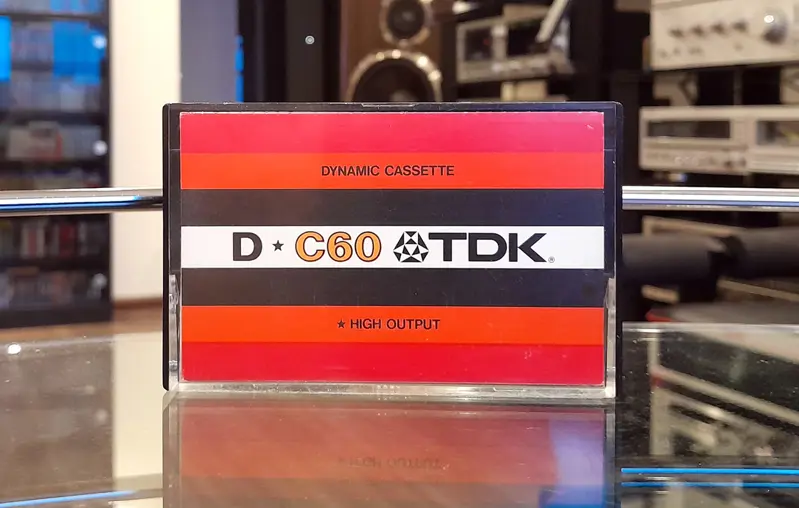 DYNAMIC CASSETTE
D ★ C60 TDK®
★ HIGH OUTPUT